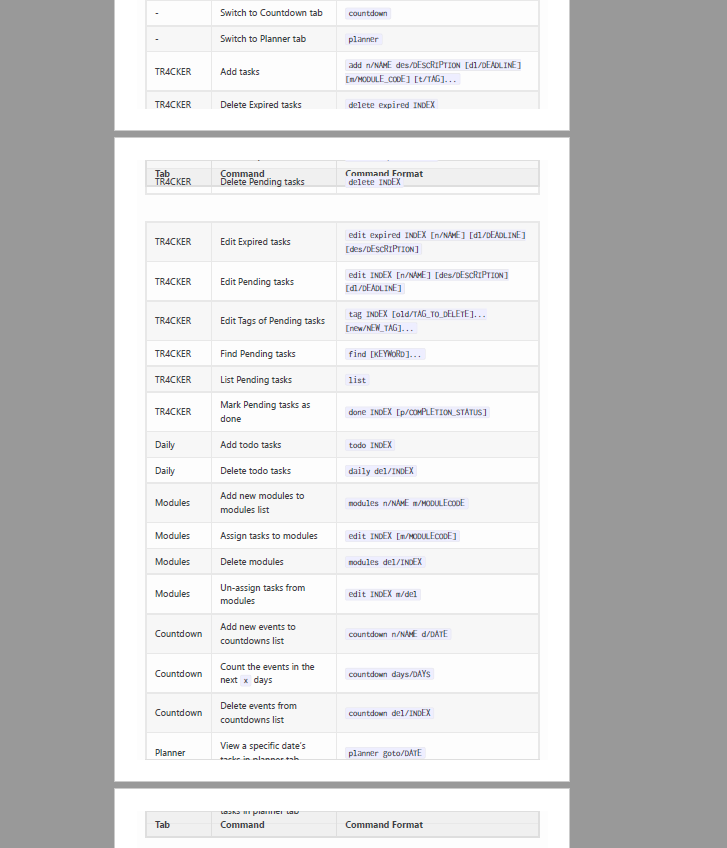 - Switch to Countdown tab countdown
- Switch to Planner tab planner
TR4CKER Add tasks add n/NAME des/DESCRIPTION [dl/DEADLINE]
[m/MODULE_CODE] [t/TAG]...
TR4CKER Delete Expired tasks delete expired INDEX
Tab Command Command Format
TR4CKER Delete Pending tasks delete INDEX
TR4CKER Edit Expired tasks edit expired INDEX [n/NAME] [dl/DEADLINE]
[des/DESCRIPTION]
TR4CKER Edit Pending tasks edit INDEX [n/NAME] [des/DESCRIPTION]
[dl/DEADLINE]
TR4CKER Edit Tags of Pending tasks tag INDEX [old/TAG_TO_DELETE]...
[new/NEW_TAG]...
TR4CKER Find Pending tasks find [KEYWORD]...
TR4CKER List Pending tasks list
TR4CKER Mark Pending tasks as
done done INDEX [p/COMPLETION_STATUS]
Daily Add todo tasks todo INDEX
Daily Delete todo tasks daily del/INDEX
Modules Add new modules to
modules list modules n/NAME m/MODULECODE
Modules Assign tasks to modules edit INDEX [m/MODULECODE]
Modules Delete modules modules del/INDEX
Modules Un-assign tasks from
modules edit INDEX m/del
Countdown Add new events to
countdowns list countdown n/NAME d/DATE
Countdown Count the events in the
next x days countdown days/DAYs
Countdown Delete events from
countdowns list countdown del/INDEX
Planner View a specific date's
tasks in planner tab planner goto/DATE
tasks in planner tab
Tab Command Command Format